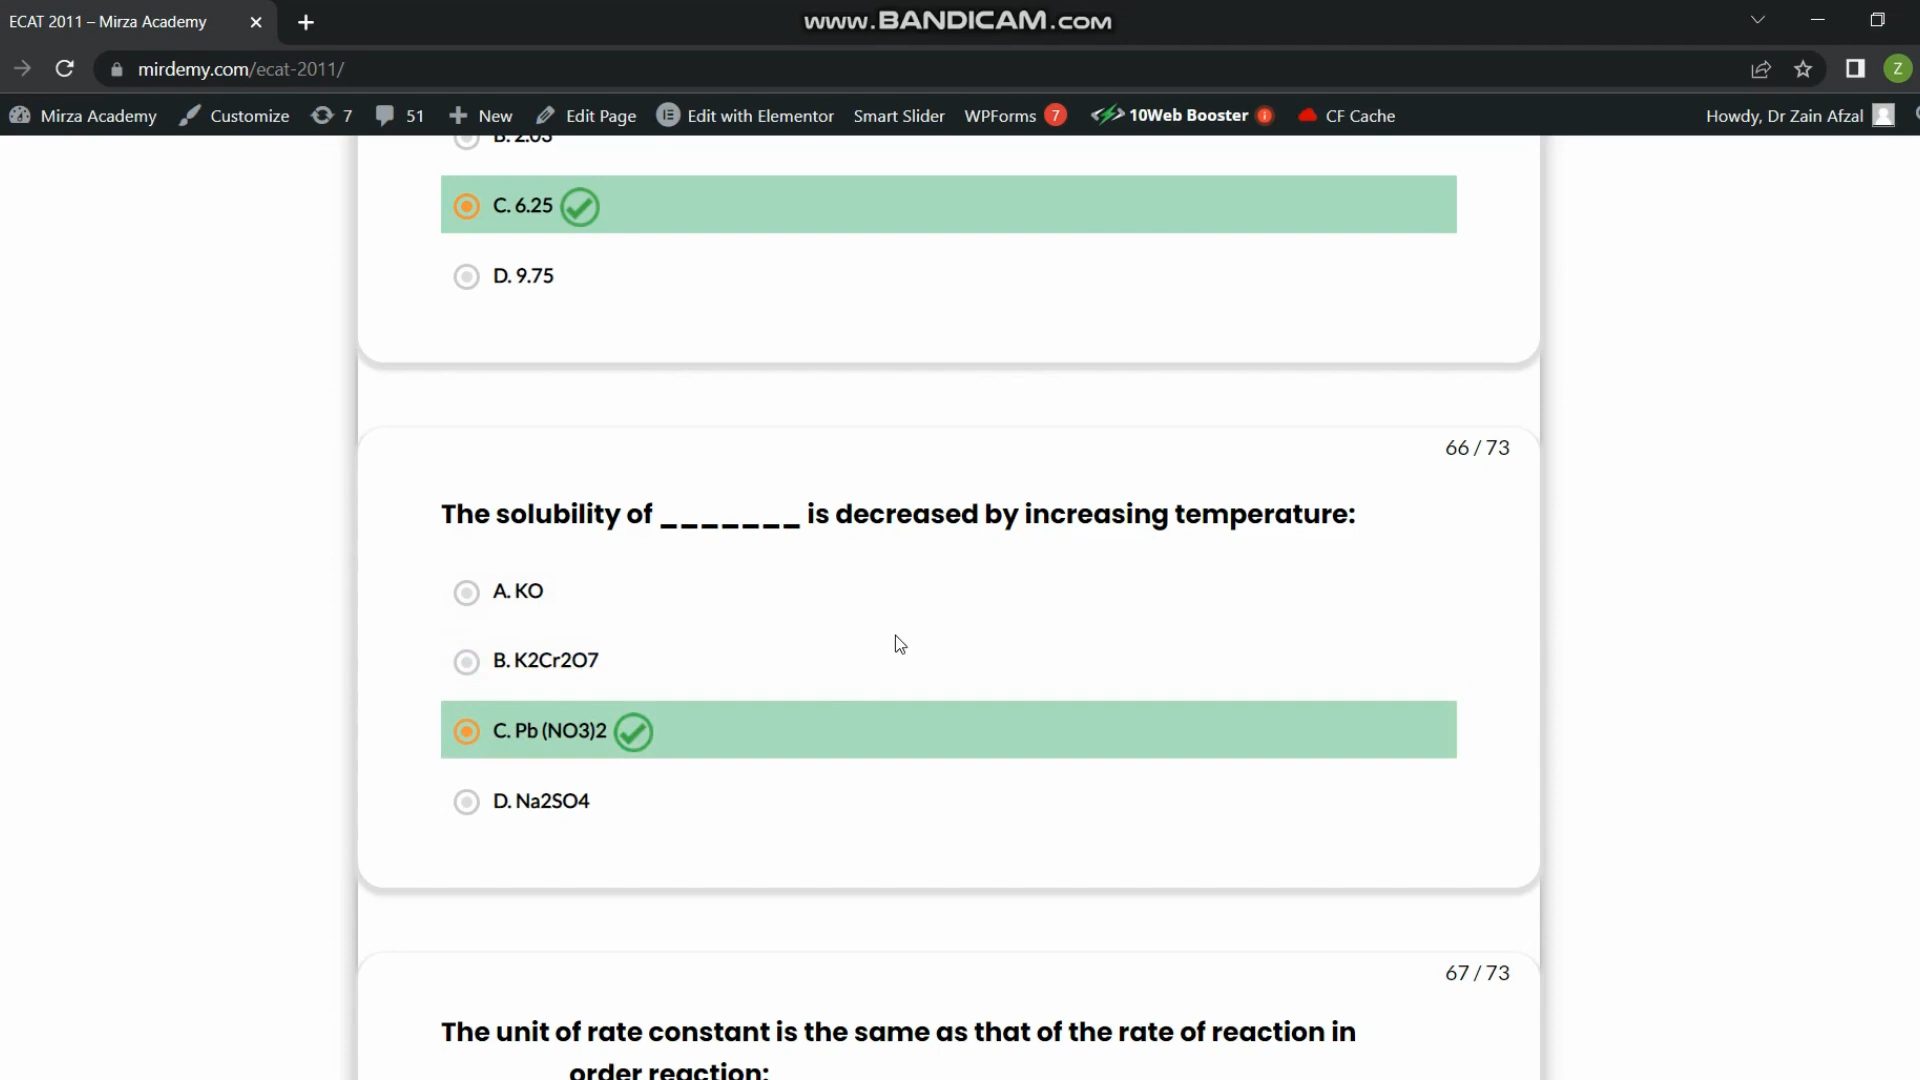 ECAT 2011 – Mirza Academy
www.BANDICAM.com
mirdemy.com/ecat-2011/
Z
Mirza Academy
Customize
7
51
New
Edit Page
Edit with Elementor
Smart Slider
WPForms 7
10Web Booster
CF Cache
Howdy, Dr Zain Afzal
B. 2.05
C. 6.25
D. 9.75
66 / 73
The solubility of _______ is decreased by increasing temperature:
A. KO
B. K2Cr2O7
C. Pb (NO3)2
D. Na2SO4
67 / 73
The unit of rate constant is the same as that of the rate of reaction in
order reaction: